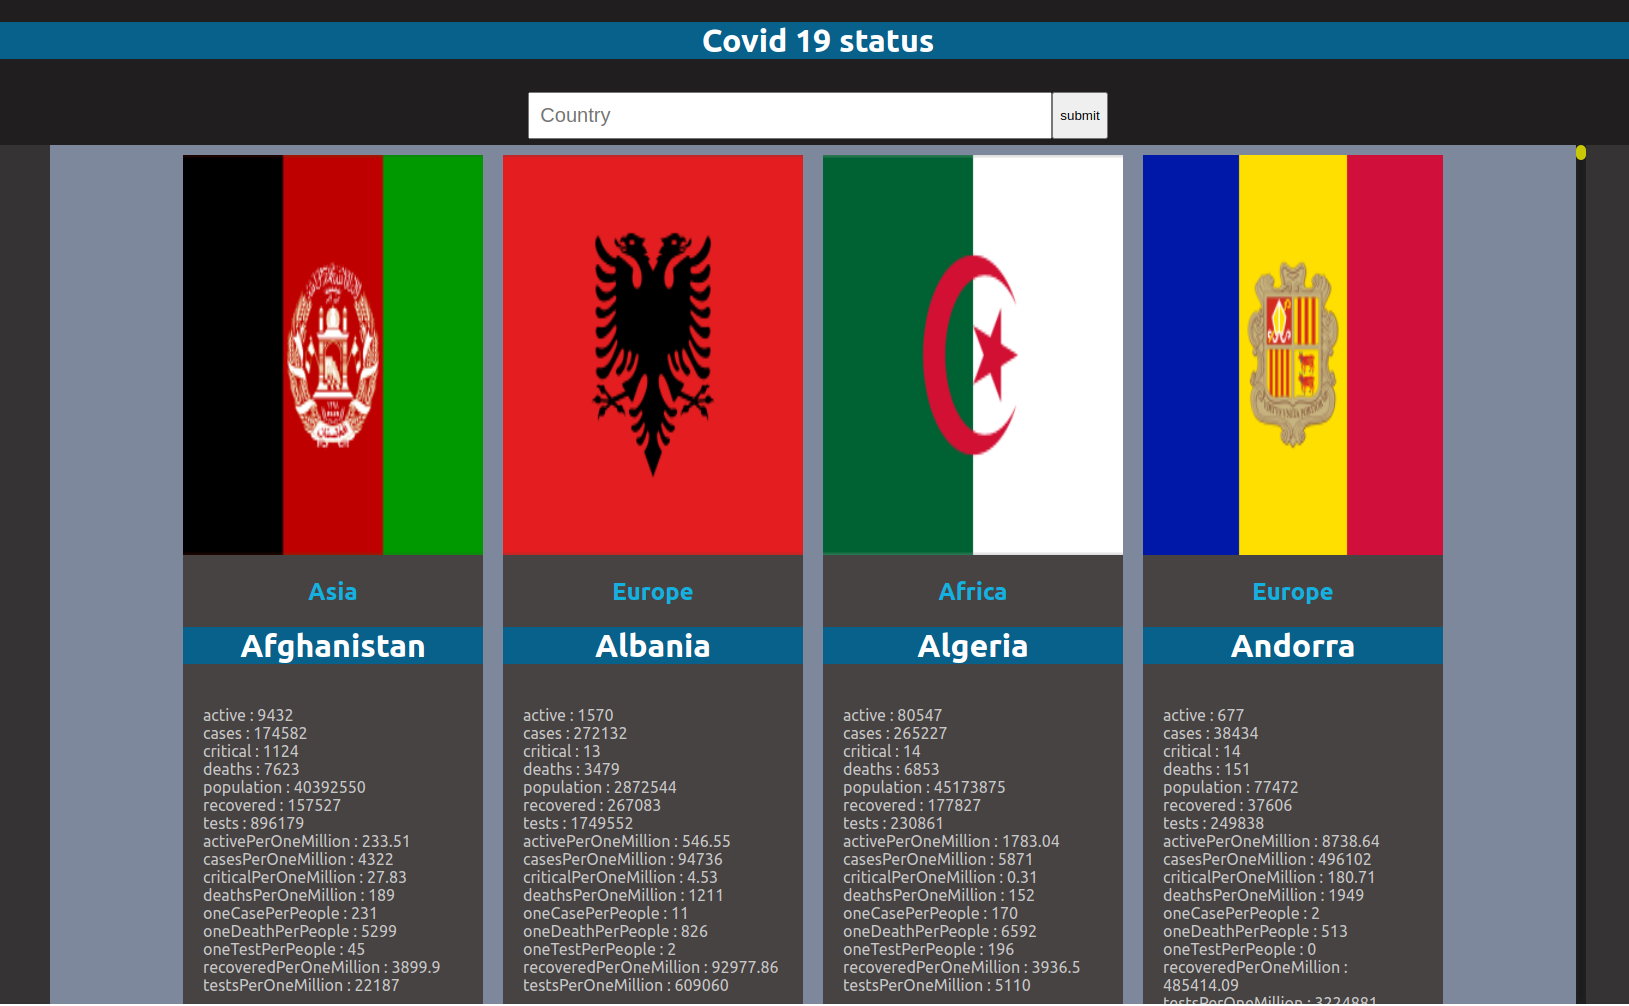 Covid 19 status
Country
submit
Asia
Afghanistan
active : 9432
cases : 174582
critical : 1124
deaths : 7623
population : 40392550
recovered : 157527
tests : 896179
activePerOneMillion : 233.51
casesPerOneMillion : 4322
criticalPerOneMillion : 27.83
deathsPerOneMillion : 189
oneCasePerPeople : 231
oneDeathPerPeople : 5299
oneTestPerPeople : 45
recoveredPerOneMillion : 3899.9
testsPerOneMillion : 22187
Europe
Albania
active : 1570
cases : 272132
critical : 13
deaths : 3479
population : 2872544
recovered : 267083
tests : 1749552
activePerOneMillion : 546.55
casesPerOneMillion : 94736
criticalPerOneMillion : 4.53
deathsPerOneMillion : 1211
oneCasePerPeople : 11
oneDeathPerPeople : 826
oneTestPerPeople : 2
recoveredPerOneMillion : 92977.86
testsPerOneMillion : 609060
Africa
Algeria
active : 80547
cases : 265227
critical : 14
deaths : 6853
population : 45173875
recovered : 177827
tests : 230861
activePerOneMillion : 1783.04
casesPerOneMillion : 5871
criticalPerOneMillion : 0.31
deathsPerOneMillion : 152
oneCasePerPeople : 170
oneDeathPerPeople : 6592
oneTestPerPeople : 196
recoveredPerOneMillion : 3936.5
testsPerOneMillion : 5110
Europe
Andorra
active : 677
cases : 38434
critical : 14
deaths : 151
population : 77472
recovered : 37606
tests : 249838
activePerOneMillion : 8738.64
casesPerOneMillion : 496102
criticalPerOneMillion : 180.71
deathsPerOneMillion : 1949
oneCasePerPeople : 2
oneDeathPerPeople : 513
oneTestPerPeople : 0
recoveredPerOneMillion :
485414.09
testsPerOneMillion : 3224881